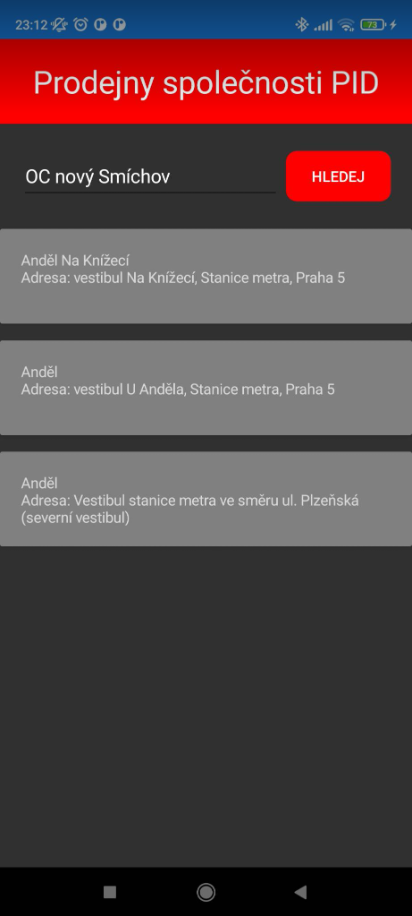 23:12
73
Prodejny společnosti PID
OC nový Smíchov
HLEDEJ
Anděl Na Knížecí
Adresa: vestibul Na Knížecí, Stanice metra, Praha 5
Anděl
Adresa: vestibul U Anděla, Stanice metra, Praha 5
Anděl
Adresa: Vestibul stanice metra ve směru ul. Plzeňská
(severní vestibul)